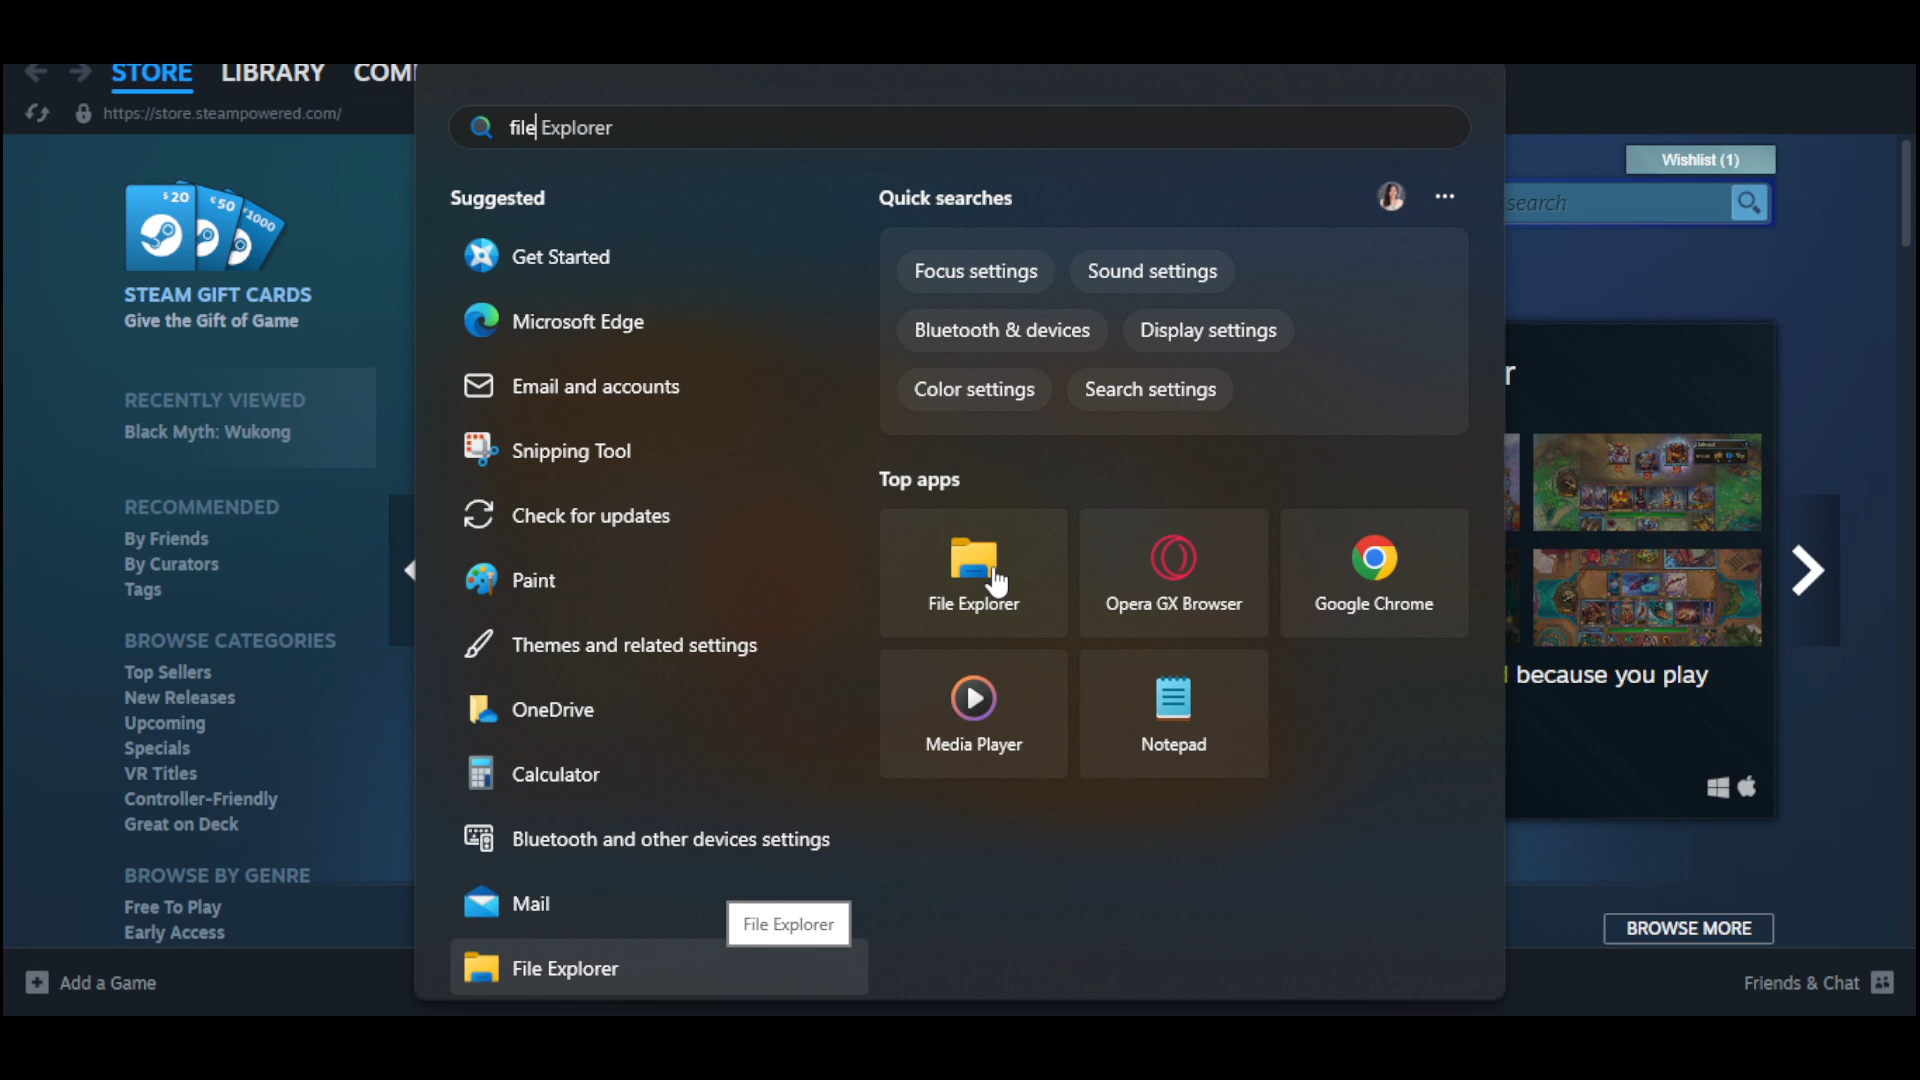 STORE LIBRARY COM
https://store.steampowered.com/
file Explorer
Suggested
Get Started
Microsoft Edge
Email and accounts
Snipping Tool
Check for updates
Paint
Themes and related settings
OneDrive
Calculator
Bluetooth and other devices settings
Mail
File Explorer
File Explorer
Quick searches
Focus settings
Sound settings
Bluetooth & devices
Display settings
Color settings
Search settings
Top apps
File Explorer
Opera GX Browser
Google Chrome
Media Player
Notepad
$20
€50
¥1000
STEAM GIFT CARDS
Give the Gift of Game
RECENTLY VIEWED
Black Myth: Wukong
RECOMMENDED
By Friends
By Curators
Tags
BROWSE CATEGORIES
Top Sellers
New Releases
Upcoming
Specials
VR Titles
Controller-Friendly
Great on Deck
BROWSE BY GENRE
Free To Play
Early Access
Wishlist (1)
search
r
because you play
BROWSE MORE
Add a Game
Friends & Chat